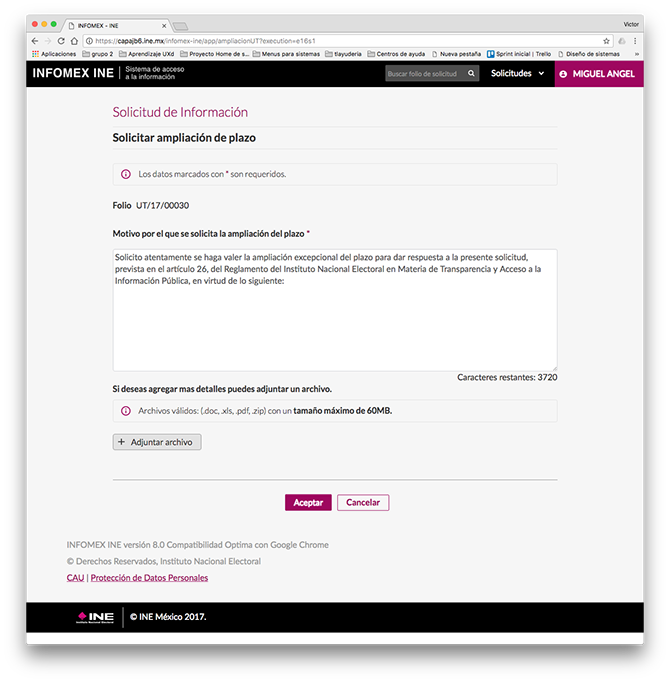 INFOMEX - INE
Victor
https://capajb6.ine.mx/infomex-ine/app/ampliacionUT?execution=e16s1
Aplicaciones grupo 2 Aprendizaje UXd Proyecto Home de s... Menus para sistemas tlayuderia Centros de ayuda Nueva pestaña Sprint inicial | Trello Diseño de sistemas »
INFOMEX INE
Sistema de acceso
a la información
Buscar folio de solicitud
Solicitudes
MIGUEL ANGEL
Solicitud de Información
Solicitar ampliación de plazo
Los datos marcados con * son requeridos.
Folio UT/17/00030
Motivo por el que se solicita la ampliación del plazo *
Solicito atentamente se haga valer la ampliación excepcional del plazo para dar respuesta a la presente solicitud,
prevista en el artículo 26, del Reglamento del Instituto Nacional Electoral en Materia de Transparencia y Acceso a la
Información Pública, en virtud de lo siguiente:
Caracteres restantes: 3720
Si deseas agregar mas detalles puedes adjuntar un archivo.
Archivos válidos: (.doc, .xls, .pdf, .zip) con un tamaño máximo de 60MB.
+ Adjuntar archivo
Aceptar
Cancelar
INFOMEX INE versión 8.0 Compatibilidad Optima con Google Chrome
© Derechos Reservados, Instituto Nacional Electoral
CAU | Protección de Datos Personales
INE
Instituto Nacional Electoral
© INE México 2017.